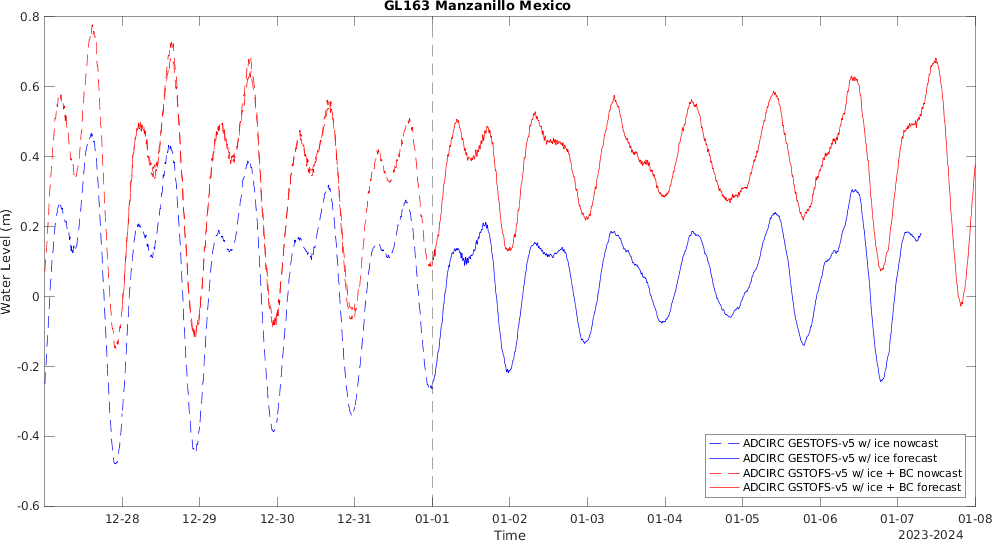 GL163 Manzanillo Mexico
Water Level (m)
0.8
0.6
0.4
0.2
0
-0.2
-0.4
-0.6
ADCIRC GESTOFS-v5 w/ ice nowcast
ADCIRC GESTOFS-v5 w/ ice forecast
ADCIRC GSTOFS-v5 w/ ice + BC nowcast
ADCIRC GSTOFS-v5 w/ ice + BC forecast
12-28 12-29 12-30 12-31 01-01 01-02 01-03 01-04 01-05 01-06 01-07 01-08
Time
2023-2024